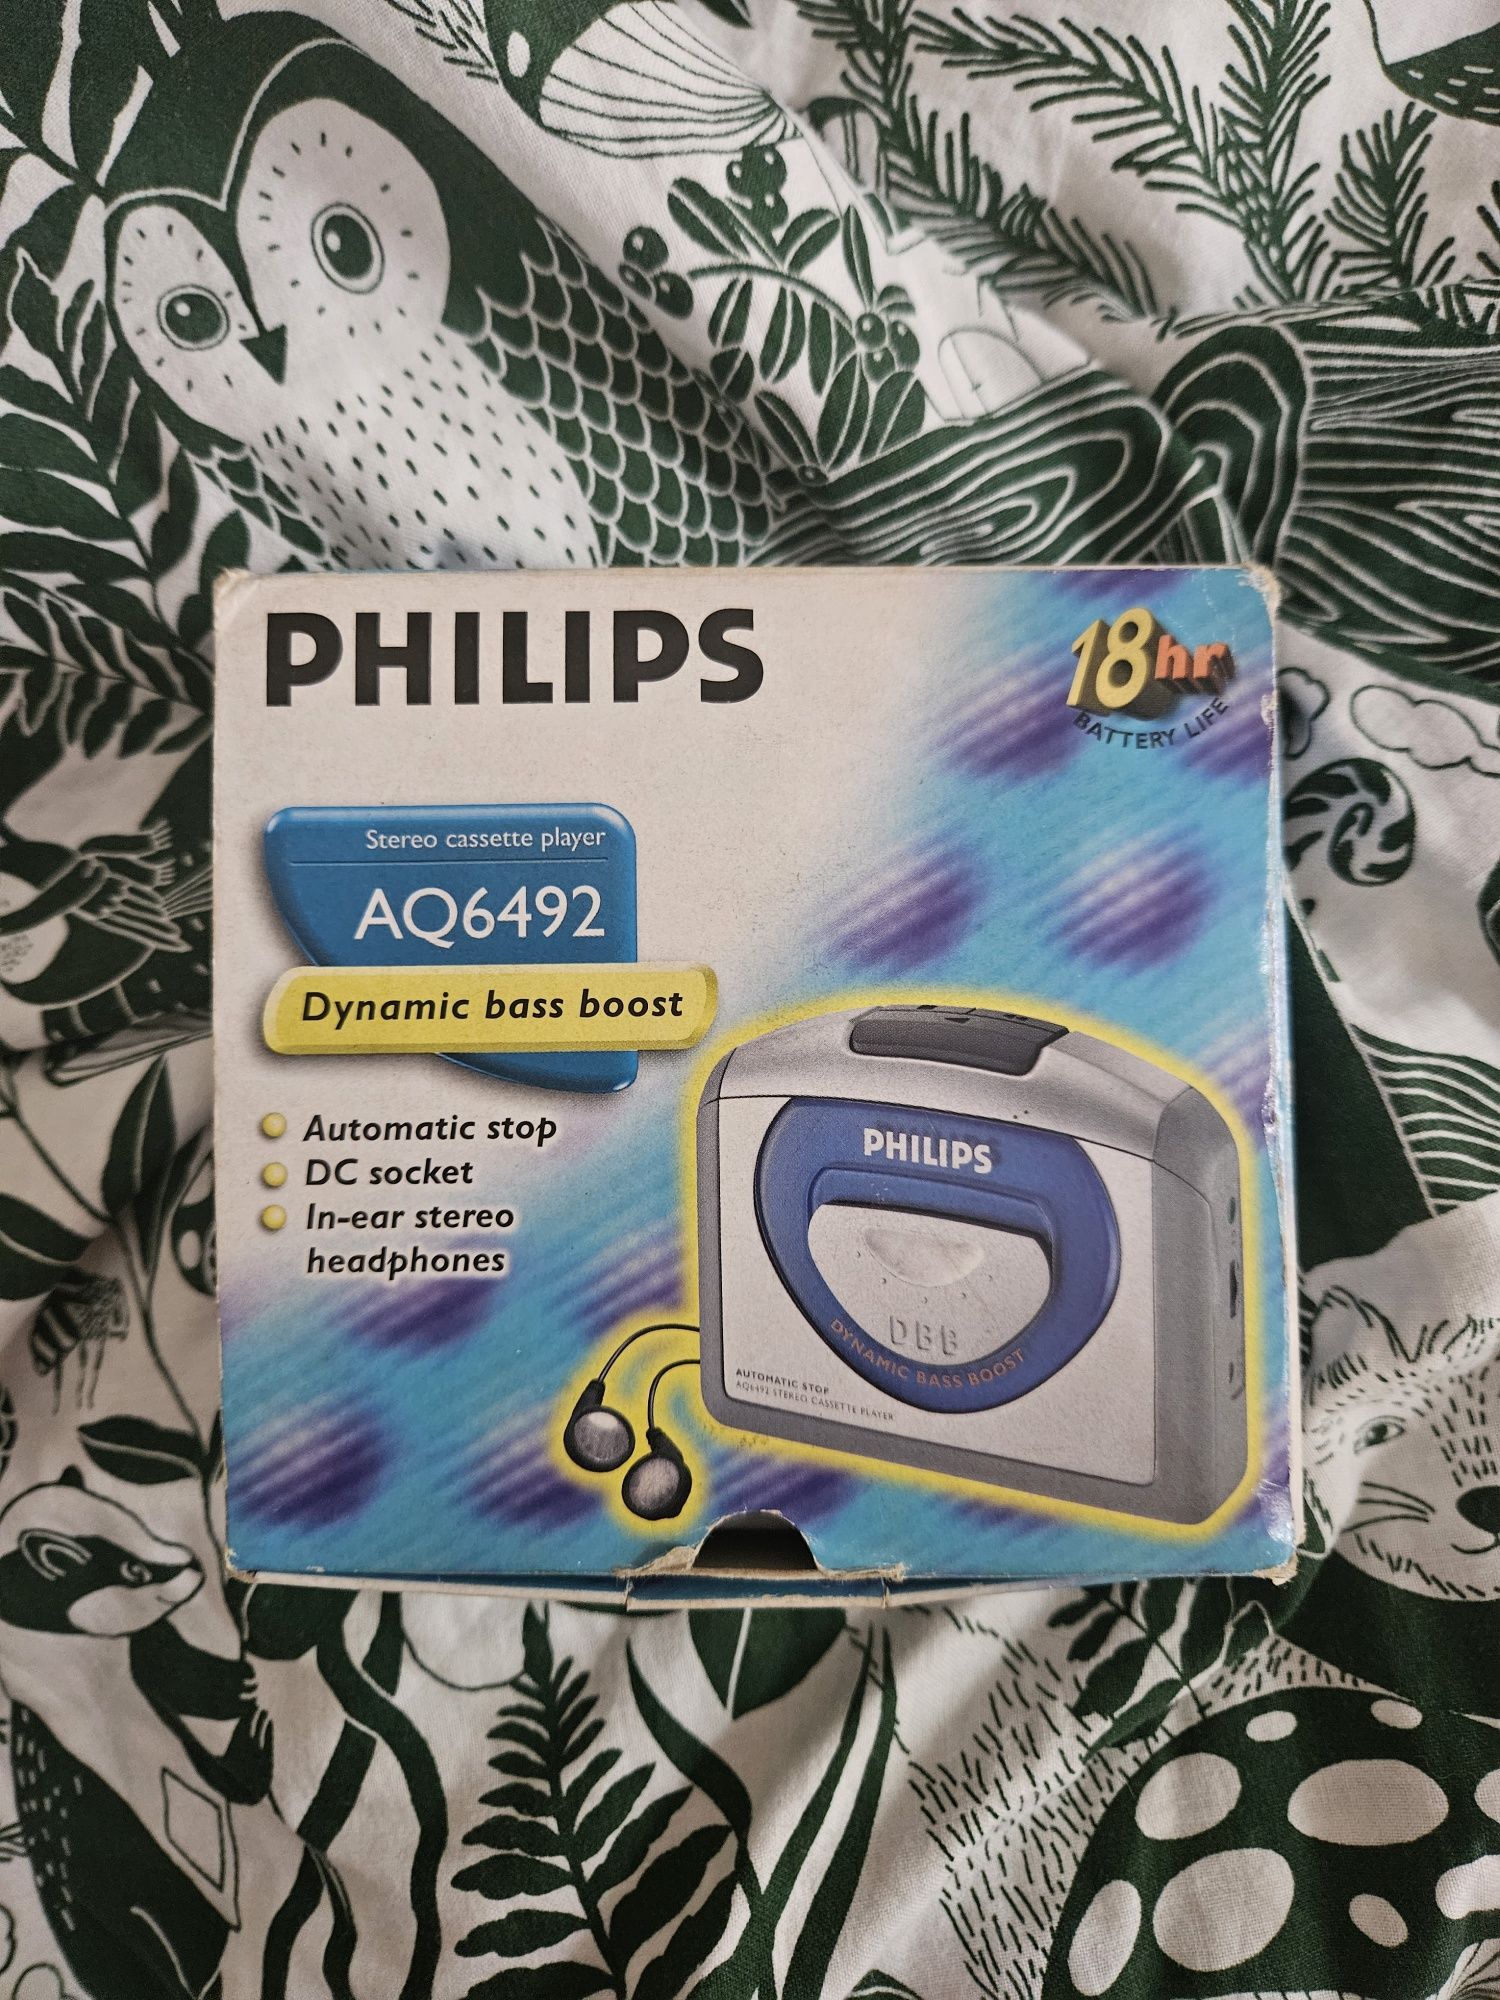 PHILIPS
18hr
BATTERY LIFE
Stereo cassette player
AQ6492
Dynamic bass boost
Automatic stop
DC socket
In-ear stereo
headphones
PHILIPS
DBB
DYNAMIC BASS BOOST
AUTOMATIC STOP
AQ6492 STEREO CASSETTE PLAYER